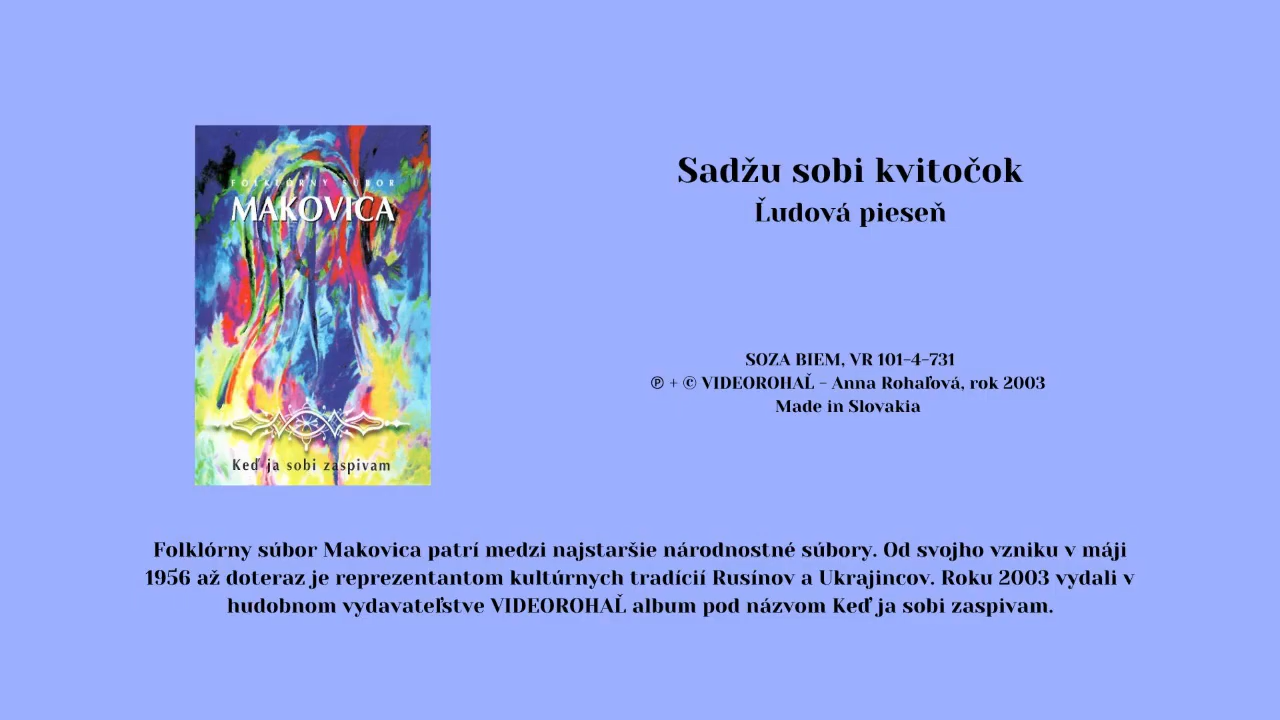 FOLKLÓRNY SÚBOR
MAKOVICA
Keď ja sobi zaspivam
Sadžu sobi kvitočok
Ľudová pieseň
SOZA BIEM, VR 101-4-731
℗ + © VIDEOROHAĽ - Anna Rohaľová, rok 2003
Made in Slovakia
Folklórny súbor Makovica patrí medzi najstaršie národnostné súbory. Od svojho vzniku v máji
1956 až doteraz je reprezentantom kultúrnych tradícií Rusínov a Ukrajincov. Roku 2003 vydali v
hudobnom vydavateľstve VIDEOROHAĽ album pod názvom Keď ja sobi zaspivam.